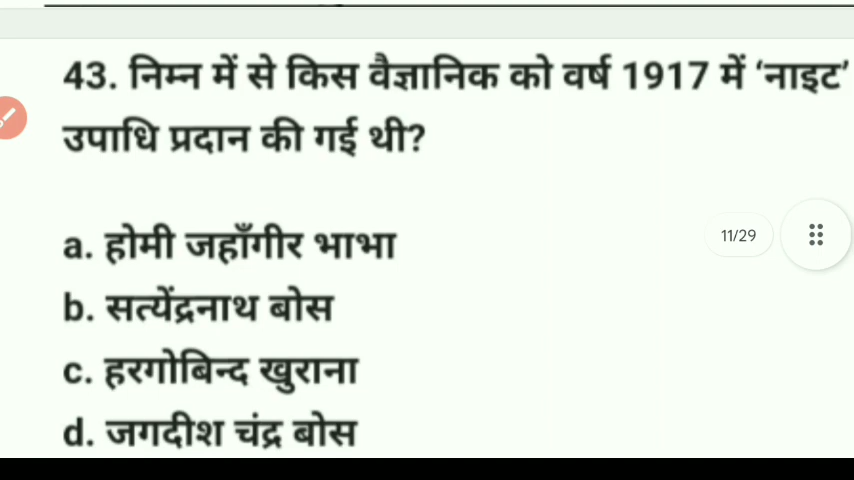 43. निम्न में से किस वैज्ञानिक को वर्ष 1917 में ‘नाइट’
उपाधि प्रदान की गई थी?
a. होमी जहाँगीर भाभा
11/29
b. सत्येंद्रनाथ बोस
c. हरगोबिन्द खुराना
d. जगदीश चंद्र बोस